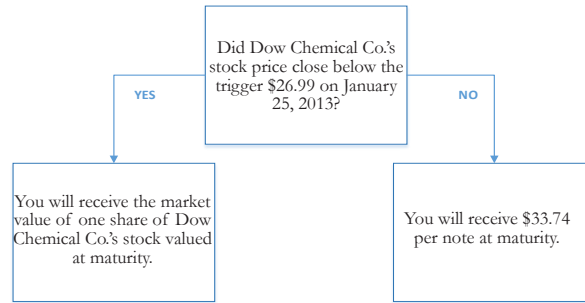 Did Dow Chemical Co.'s
stock price close below the
trigger $26.99 on January
25, 2013?
YES
NO
You will receive the market
value of one share of Dow
Chemical Co.'s stock valued
at maturity.
You will receive $33.74
per note at maturity.